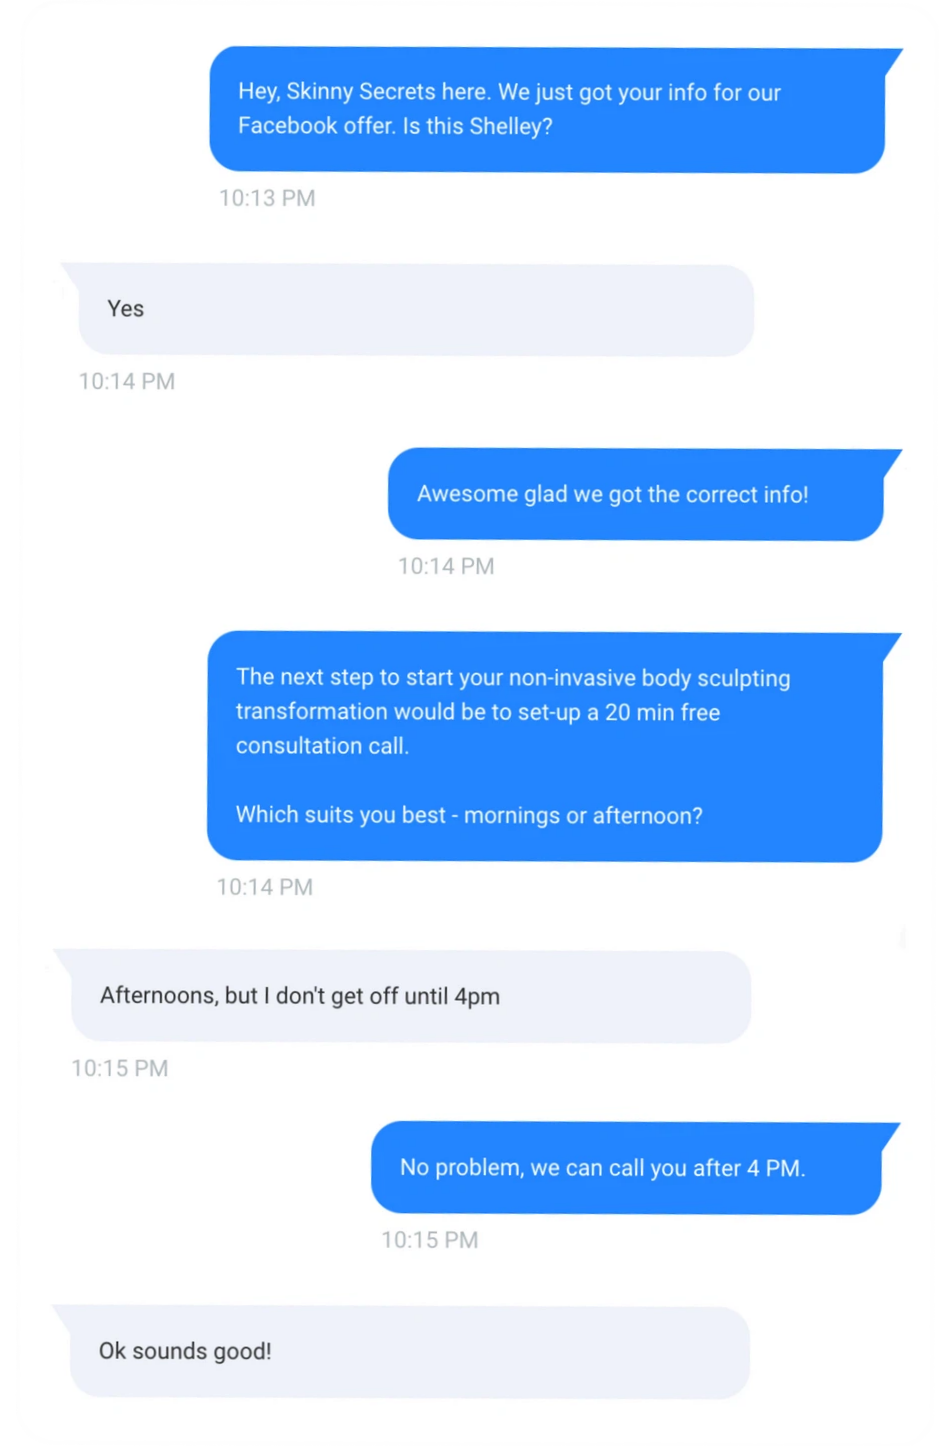 Hey, Skinny Secrets here. We just got your info for our
Facebook offer. Is this Shelley?
10:13 PM
Yes
10:14 PM
Awesome glad we got the correct info!
10:14 PM
The next step to start your non-invasive body sculpting
transformation would be to set-up a 20 min free
consultation call.
Which suits you best - mornings or afternoon?
10:14 PM
Afternoons, but I don't get off until 4pm
10:15 PM
No problem, we can call you after 4 PM.
10:15 PM
Ok sounds good!